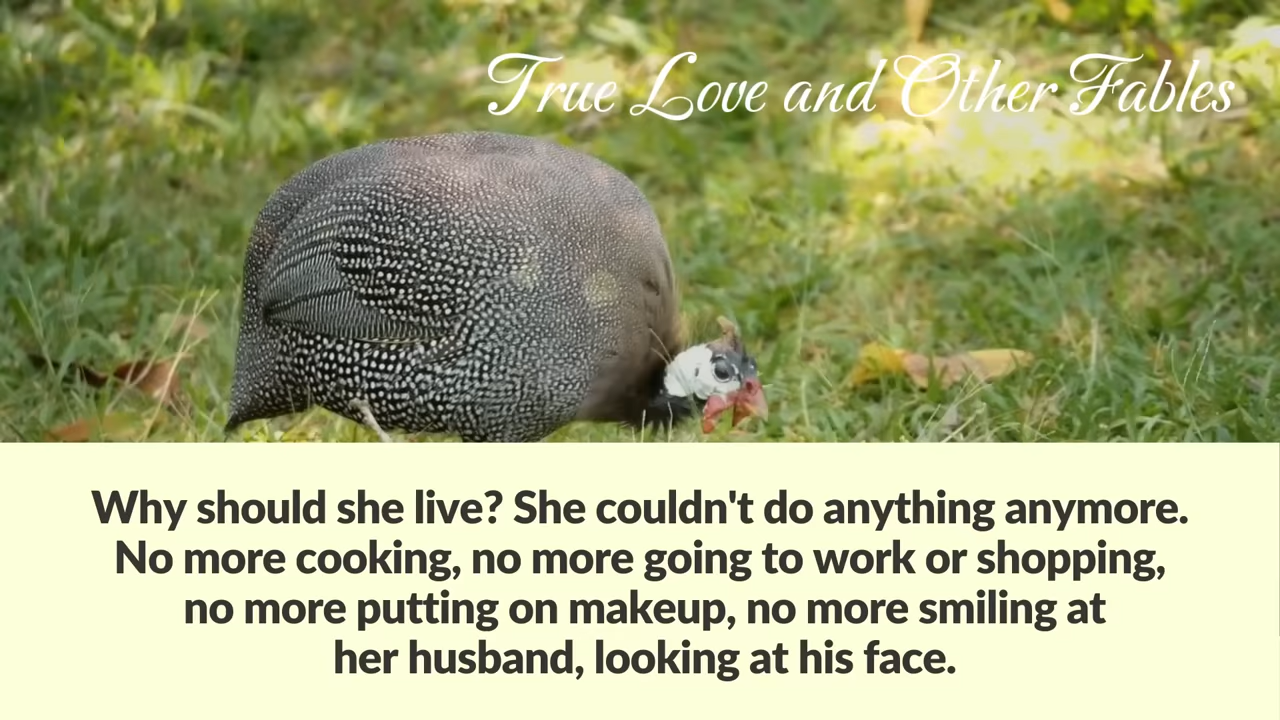 True Love and Other Fables
Why should she live? She couldn't do anything anymore.
No more cooking, no more going to work or shopping,
no more putting on makeup, no more smiling at
her husband, looking at his face.